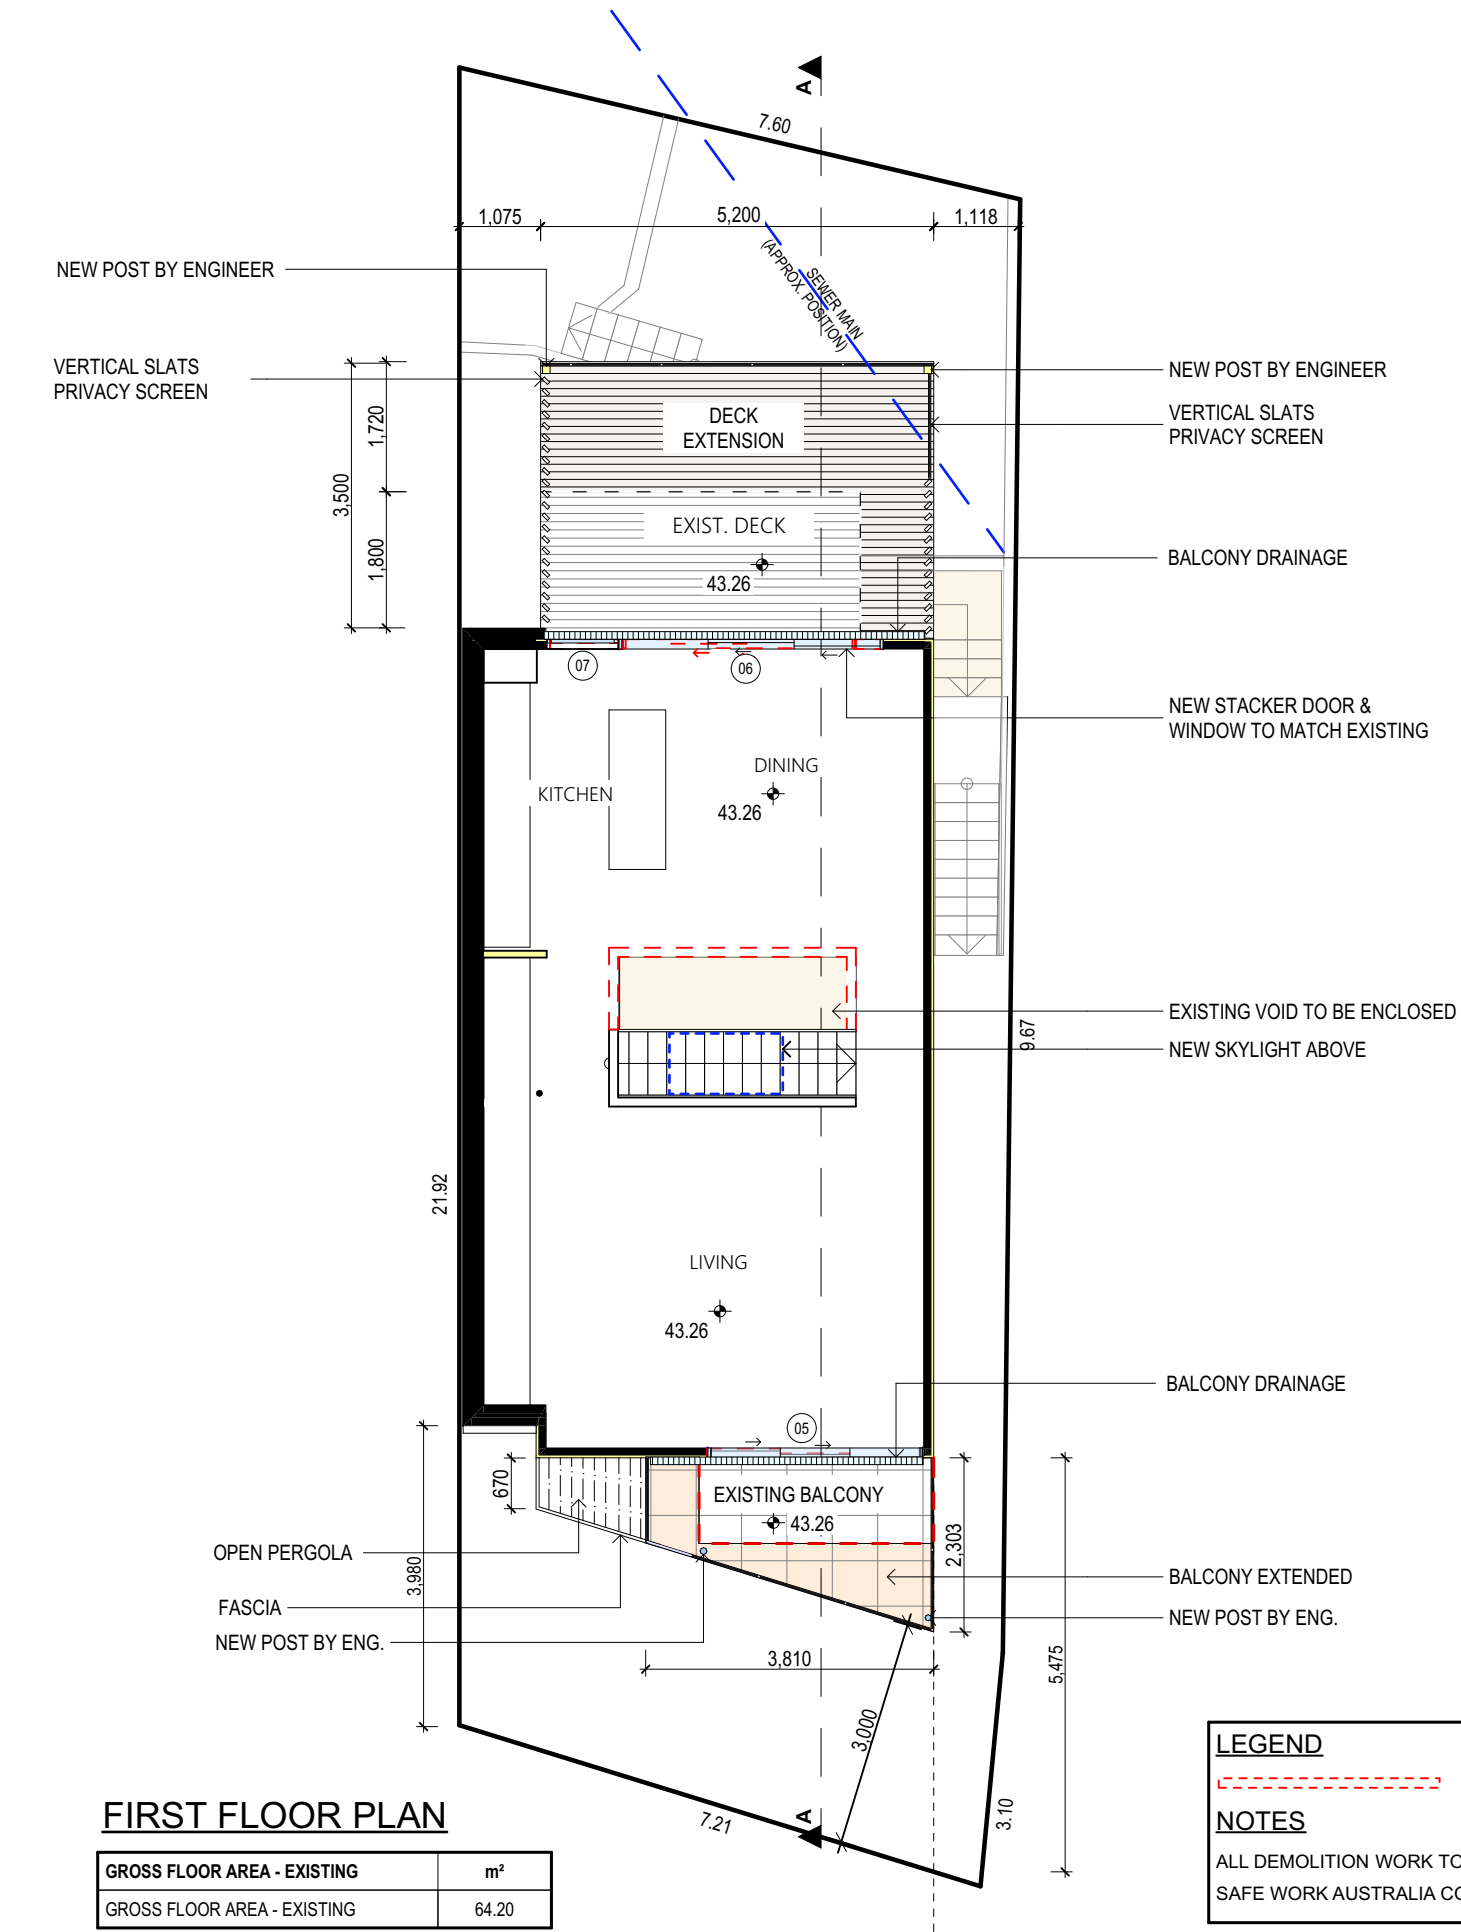 A
7.60
1,075
5,200
1,118
NEW POST BY ENGINEER
SEWER MAIN
(APPROX. POSITION)
VERTICAL SLATS
PRIVACY SCREEN
NEW POST BY ENGINEER
VERTICAL SLATS
PRIVACY SCREEN
DECK
EXTENSION
1,720
3,500
1,800
EXIST. DECK
43.26
BALCONY DRAINAGE
07
06
NEW STACKER DOOR &
WINDOW TO MATCH EXISTING
DINING
KITCHEN
43.26
EXISTING VOID TO BE ENCLOSED
9.67
NEW SKYLIGHT ABOVE
21.92
LIVING
43.26
BALCONY DRAINAGE
05
670
EXISTING BALCONY
43.26
2,303
OPEN PERGOLA
3,980
BALCONY EXTENDED
FASCIA
NEW POST BY ENG.
NEW POST BY ENG.
3,810
5,475
3,000
LEGEND
FIRST FLOOR PLAN
7.21
A
3.10
NOTES
GROSS FLOOR AREA - EXISTING m²
GROSS FLOOR AREA - EXISTING 64.20
ALL DEMOLITION WORK TO
SAFE WORK AUSTRALIA CO